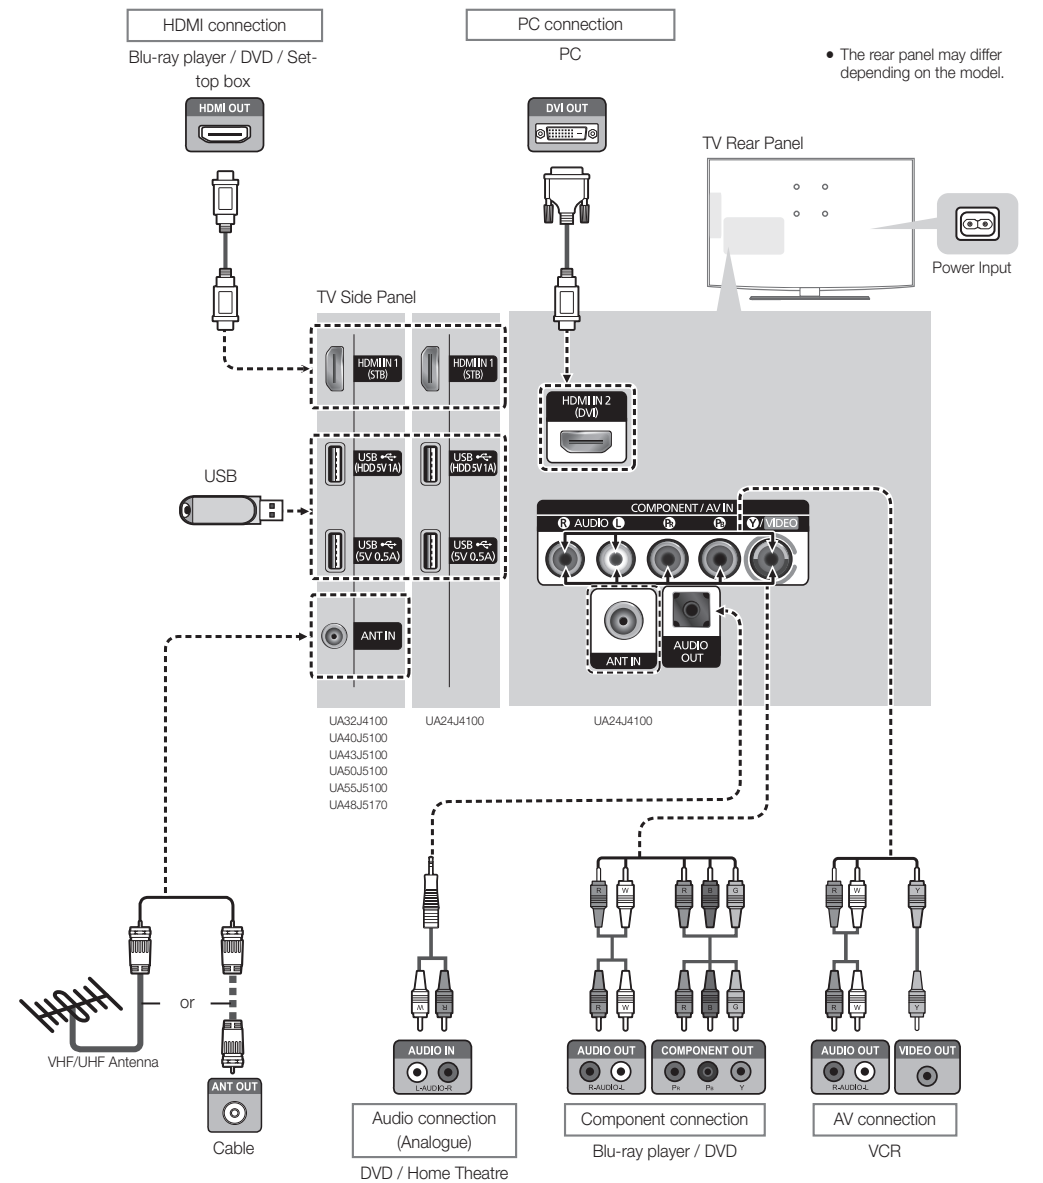 HDMI connection
Blu-ray player / DVD / Set-
top box
HDMI OUT
PC connection
PC
DVI OUT
• The rear panel may differ
depending on the model.
TV Rear Panel
Power Input
TV Side Panel
HDMI IN 1
(STB)
HDMI IN 1
(STB)
HDMI IN 2
(DVI)
USB
USB
(HDD 5V 1A)
USB
(HDD 5V 1A)
USB
(5V 0.5A)
USB
(5V 0.5A)
COMPONENT / AV IN
R AUDIO L PR PB Y / VIDEO
ANT IN
ANT IN
AUDIO
OUT
UA32J4100
UA40J5100
UA43J5100
UA50J5100
UA55J5100
UA48J5170
UA24J4100
UA24J4100
R W R B G
R W Y
R W R B G
R W Y
W R
or
VHF/UHF Antenna
ANT OUT
Cable
AUDIO IN
L-AUDIO-R
Audio connection
(Analogue)
DVD / Home Theatre
AUDIO OUT
R-AUDIO-L
COMPONENT OUT
PR PB Y
Component connection
Blu-ray player / DVD
AUDIO OUT
R-AUDIO-L
VIDEO OUT
AV connection
VCR